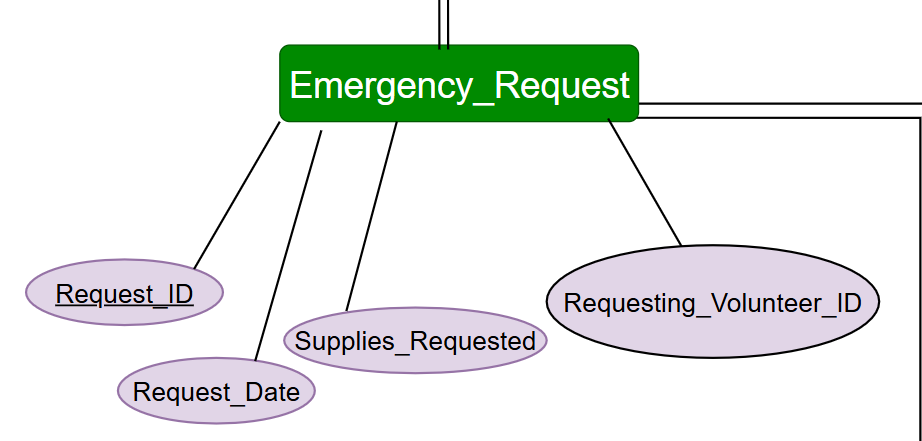 Emergency_Request
Request_ID
Requesting_Volunteer_ID
Supplies_Requested
Request_Date